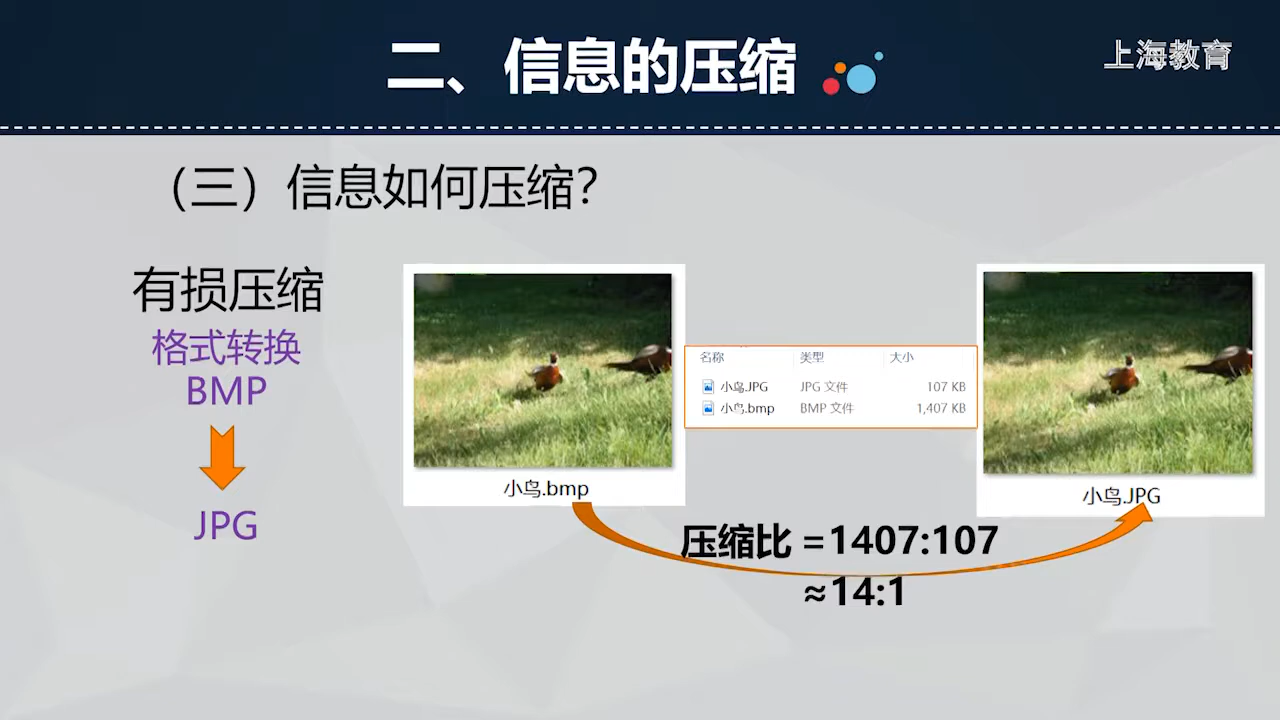 二、信息的压缩
上海教育
（三）信息如何压缩？
有损压缩
格式转换
BMP
JPG
小鸟.bmp
名称 类型 大小
小鸟.JPG JPG 文件 107 KB
小鸟.bmp BMP 文件 1,407 KB
小鸟.JPG
压缩比 =1407:107
≈14:1